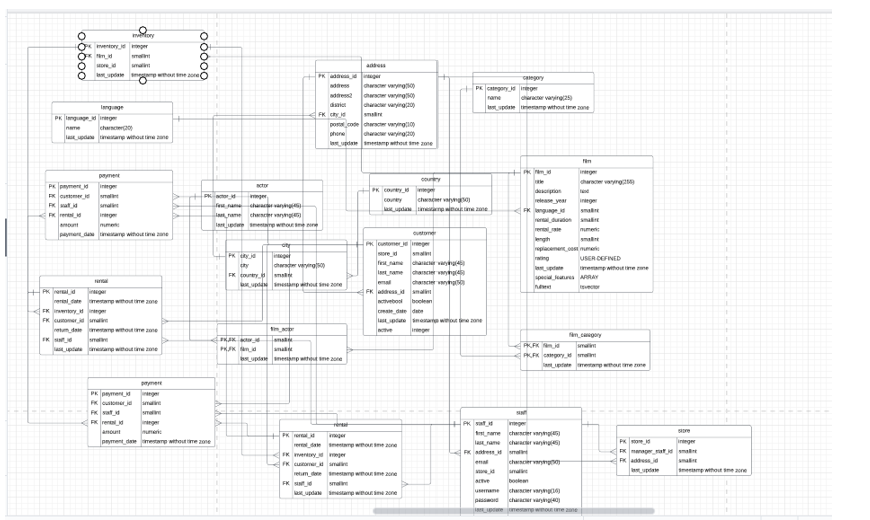 inventory
PK inventory_id integer
FK film_id smallint
store_id smallint
last_update timestamp without time zone
language
PK language_id integer
name character(20)
last_update timestamp without time zone
payment
PK payment_id integer
FK customer_id smallint
FK staff_id smallint
FK rental_id integer
amount numeric
payment_date timestamp without time zone
actor
PK actor_id integer
first_name character varying(45)
last_name character varying(45)
last_update timestamp without time zone
address
PK address_id integer
address character varying(50)
address2 character varying(50)
district character varying(20)
FK city_id smallint
postal_code character varying(10)
phone character varying(20)
last_update timestamp without time zone
category
PK category_id integer
name character varying(25)
last_update timestamp without time zone
country
PK country_id integer
country character varying(50)
last_update timestamp without time zone
film
PK film_id integer
title character varying(255)
description text
release_year integer
FK language_id smallint
rental_duration smallint
rental_rate numeric
length smallint
replacement_cost numeric
rating USER-DEFINED
last_update timestamp without time zone
special_features ARRAY
fulltext tsvector
city
PK city_id integer
city character varying(50)
FK country_id smallint
last_update timestamp without time zone
customer
PK customer_id integer
store_id smallint
first_name character varying(45)
last_name character varying(45)
email character varying(50)
FK address_id smallint
activebool boolean
create_date date
last_update timestamp without time zone
active integer
rental
PK rental_id integer
rental_date timestamp without time zone
FK inventory_id integer
FK customer_id smallint
return_date timestamp without time zone
FK staff_id smallint
last_update timestamp without time zone
film_actor
PK,FK actor_id smallint
PK,FK film_id smallint
last_update timestamp without time zone
film_category
PK,FK film_id smallint
PK,FK category_id smallint
last_update timestamp without time zone
payment
PK payment_id integer
FK customer_id smallint
FK staff_id smallint
FK rental_id integer
amount numeric
payment_date timestamp without time zone
rental
PK rental_id integer
rental_date timestamp without time zone
FK inventory_id integer
FK customer_id smallint
return_date timestamp without time zone
FK staff_id smallint
last_update timestamp without time zone
staff
PK staff_id integer
first_name character varying(45)
last_name character varying(45)
FK address_id smallint
email character varying(50)
store_id smallint
active boolean
username character varying(16)
password character varying(40)
last_update timestamp without time zone
store
PK store_id integer
FK manager_staff_id smallint
FK address_id smallint
last_update timestamp without time zone